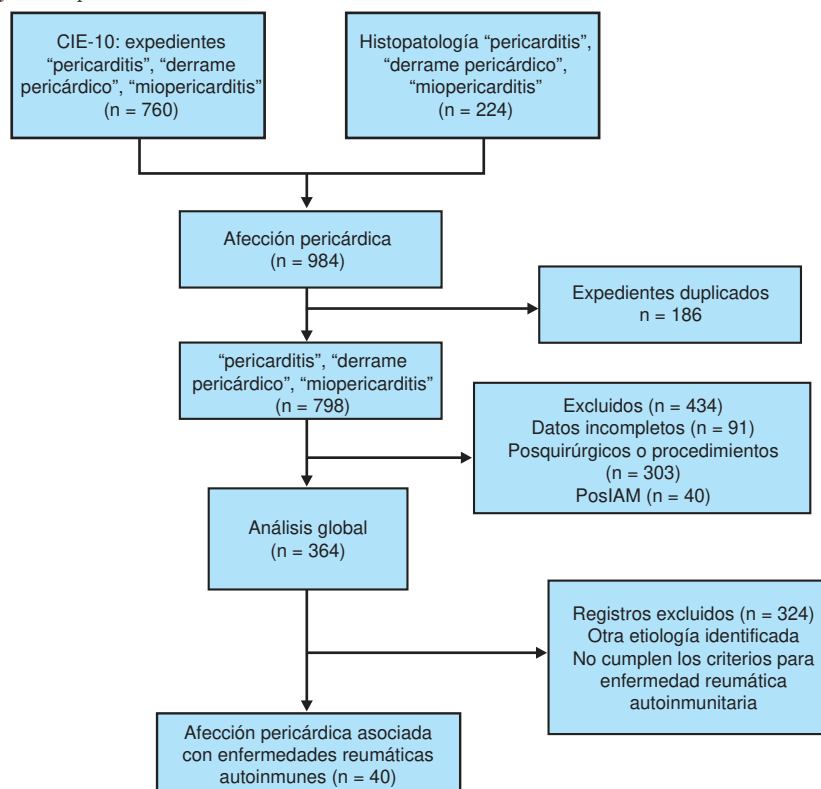 CIE-10: expedientes
“pericarditis”, “derrame
pericárdico”, “miopericarditis”
(n = 760)
Histopatología “pericarditis”,
“derrame pericárdico”,
“miopericarditis”
(n = 224)
Afección pericárdica
(n = 984)
Expedientes duplicados
n = 186
“pericarditis”, “derrame
pericárdico”, “miopericarditis”
(n = 798)
Excluidos (n = 434)
Datos incompletos (n = 91)
Posquirúrgicos o procedimientos
(n = 303)
PosIAM (n = 40)
Análisis global
(n = 364)
Registros excluidos (n = 324)
Otra etiología identificada
No cumplen los criterios para
enfermedad reumática
autoinmunitaria
Afección pericárdica asociada
con enfermedades reumáticas
autoinmunes (n = 40)